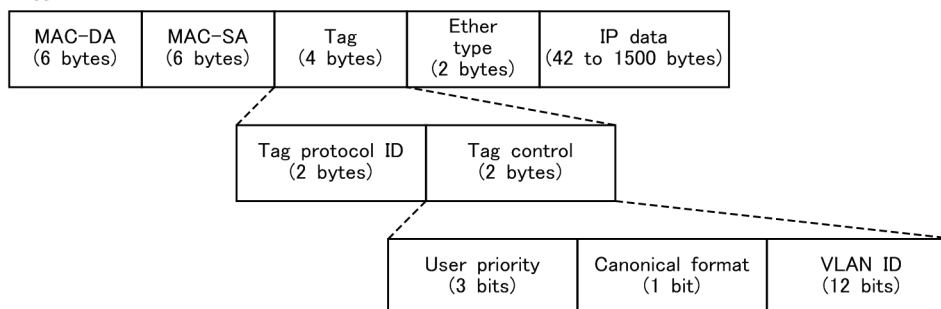 MAC-DA
(6 bytes)
MAC-SA
(6 bytes)
Tag
(4 bytes)
Ether
type
(2 bytes)
IP data
(42 to 1500 bytes)
Tag protocol ID
(2 bytes)
Tag control
(2 bytes)
User priority
(3 bits)
Canonical format
(1 bit)
VLAN ID
(12 bits)